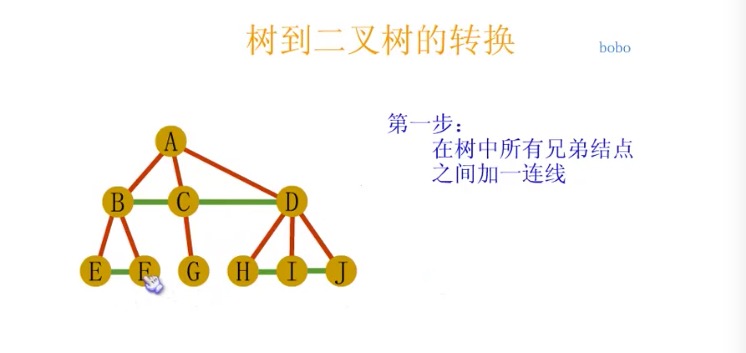 树到二叉树的转换
bobo
第一步：
在树中所有兄弟结点
之间加一连线
A
B C D
E F G H I J